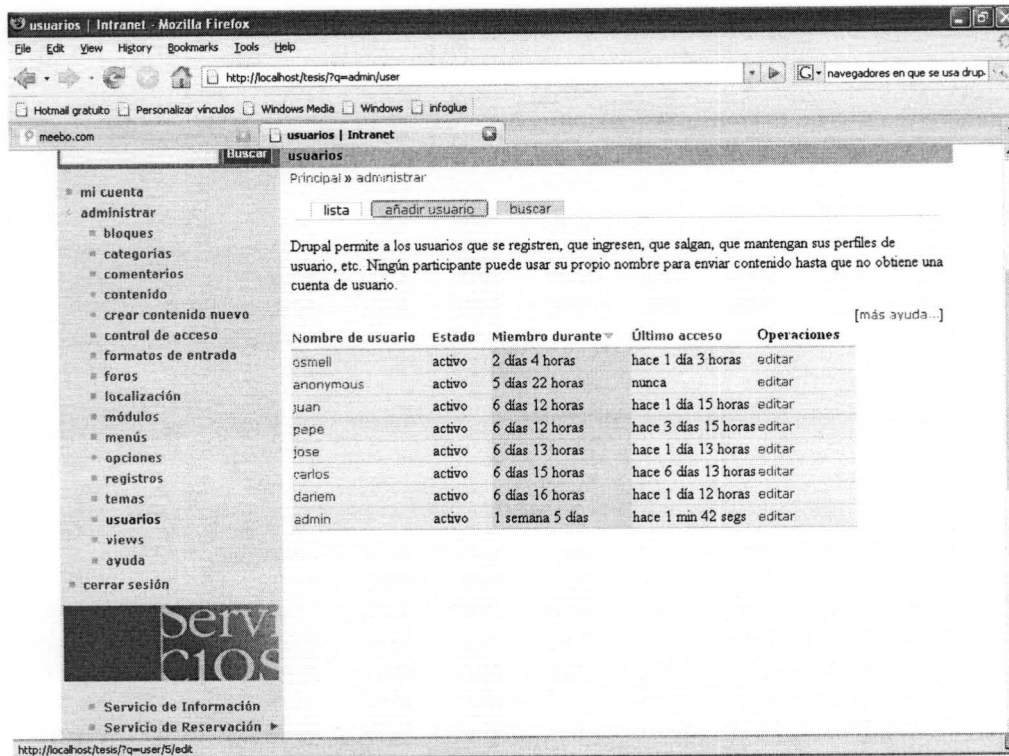 usuarios | Intranet - Mozilla Firefox
File Edit View History Bookmarks Tools Help
http://localhost/tesis/?q=admin/user
navegadores en que se usa drup
Hotmail gratuito Personalizar vínculos Windows Media Windows infoglue
meebo.com usuarios | Intranet
Buscar
usuarios
Principal » administrar
lista añadir usuario buscar
Drupal permite a los usuarios que se registren, que ingresen, que salgan, que mantengan sus perfiles de
usuario, etc. Ningún participante puede usar su propio nombre para enviar contenido hasta que no obtiene una
cuenta de usuario.
[más ayuda...]
Nombre de usuario Estado Miembro durante Último acceso Operaciones
osmell activo 2 días 4 horas hace 1 día 3 horas editar
anonymous activo 5 días 22 horas nunca editar
juan activo 6 días 12 horas hace 1 día 15 horas editar
pepe activo 6 días 12 horas hace 3 días 15 horas editar
jose activo 6 días 13 horas hace 1 día 13 horas editar
carlos activo 6 días 15 horas hace 6 días 13 horas editar
dariem activo 6 días 16 horas hace 1 día 12 horas editar
admin activo 1 semana 5 días hace 1 min 42 segs editar
mi cuenta
administrar
bloques
categorías
comentarios
contenido
crear contenido nuevo
control de acceso
formatos de entrada
foros
localización
módulos
menús
opciones
registros
temas
usuarios
views
ayuda
cerrar sesión
Servi
cios
Servicio de Información
Servicio de Reservación
http://localhost/tesis/?q=user/5/edit